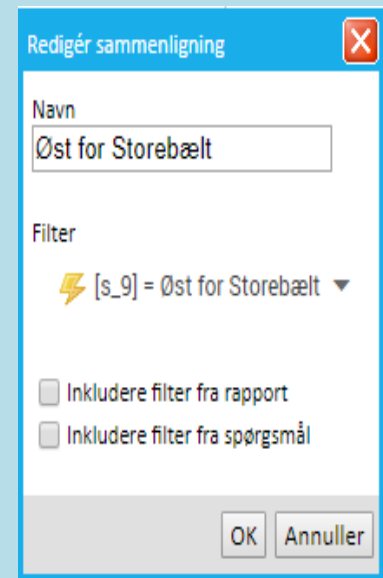 Redigér sammenligning
Navn
Øst for Storebælt
Filter
[s_9] = Øst for Storebælt
Inkludere filter fra rapport
Inkludere filter fra spørgsmål
OK Annuller